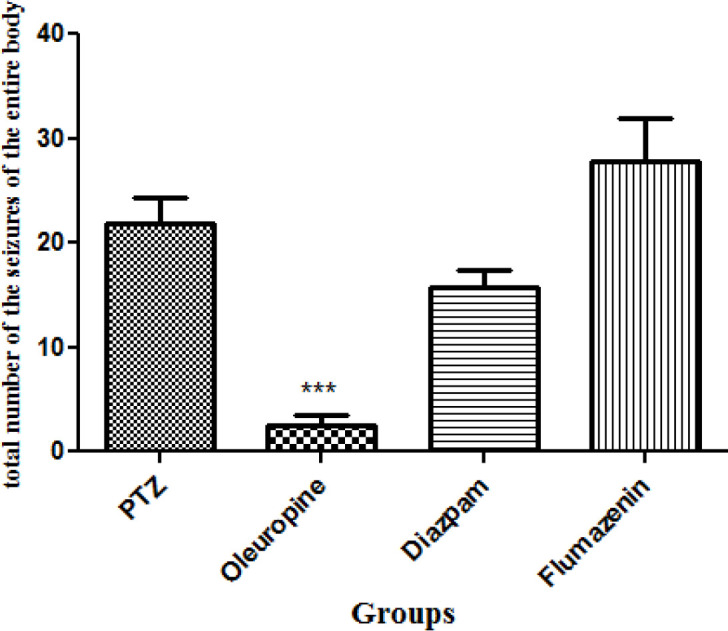 total number of the seizures of the entire body
40
30
20
10
0
***
PTZ
Oleuropine
Diazpam
Flumazenin
Groups